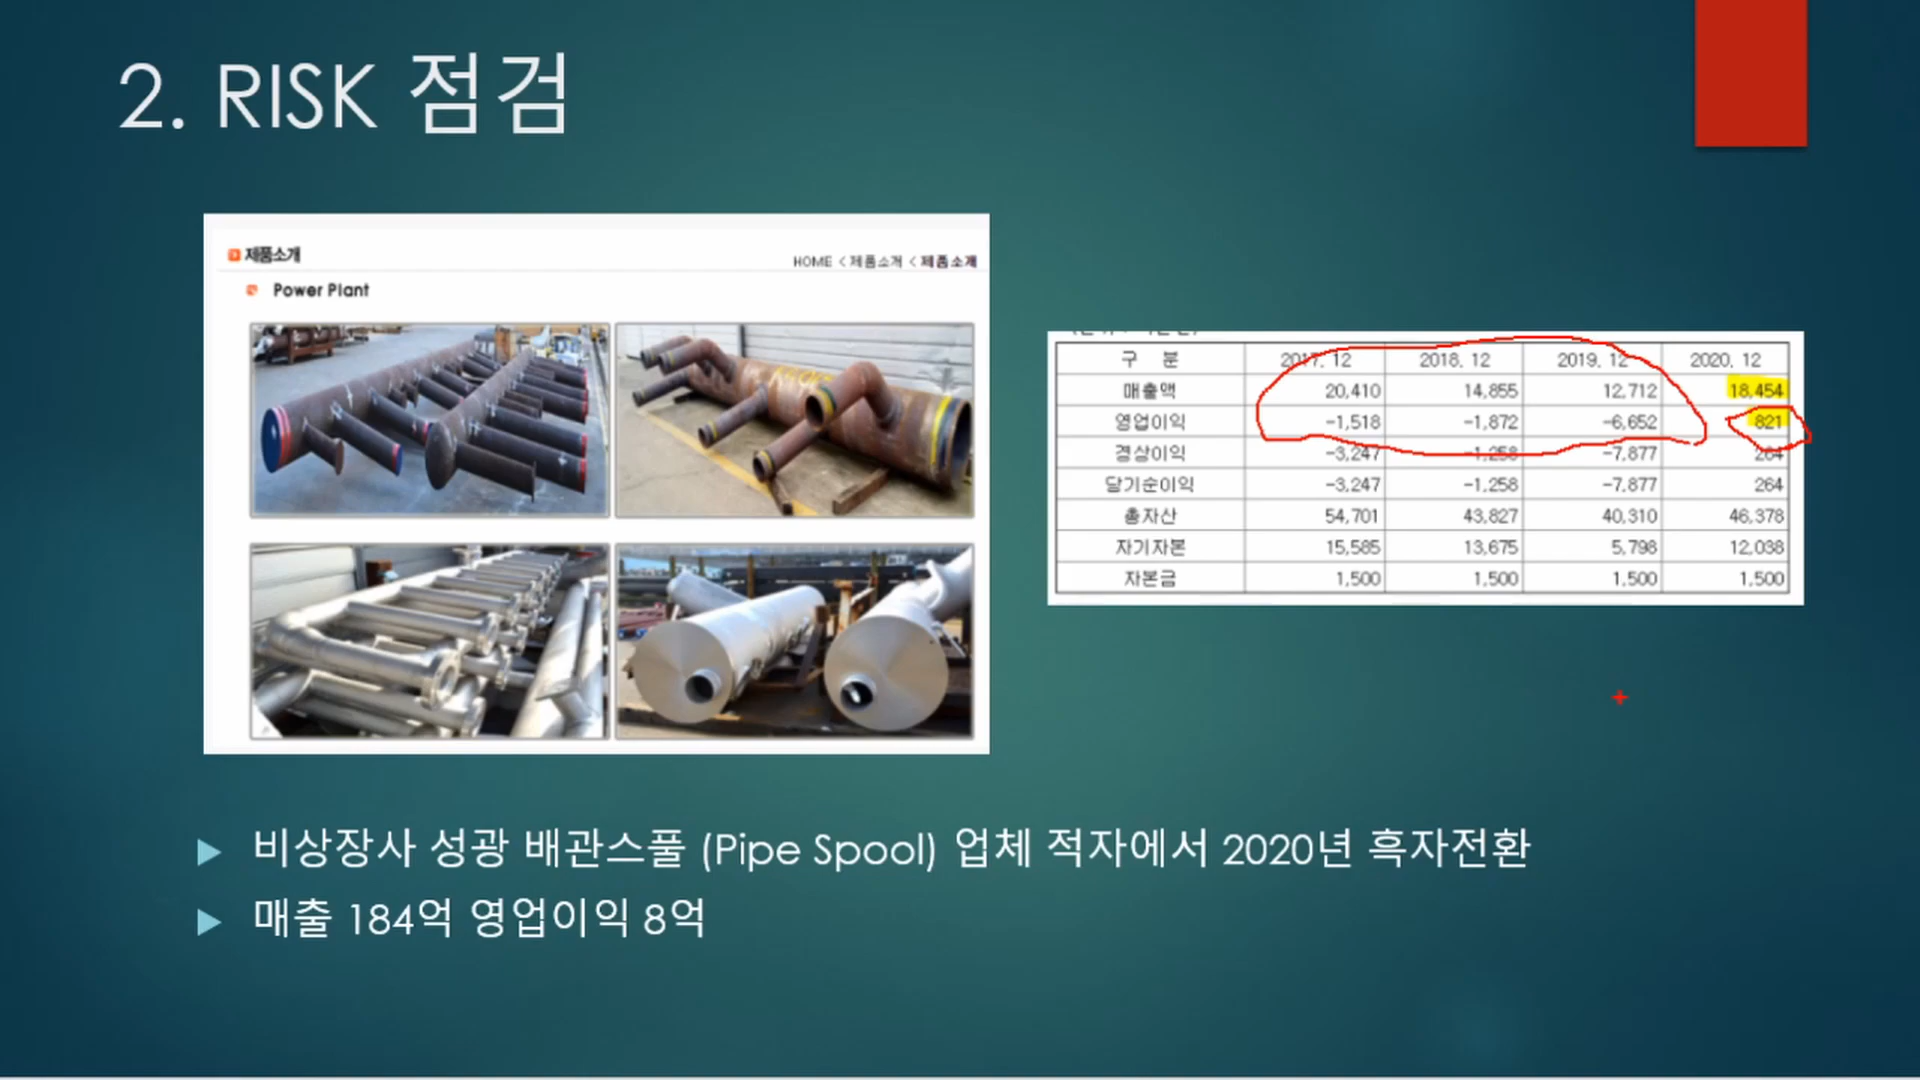 2. RISK 점검
제품소개
HOME < 제품소개 < 제품소개
Power Plant
구 분 2017. 12 2018. 12 2019. 12 2020. 12
매출액 20,410 14,855 12,712 18,454
영업이익 -1,518 -1,872 -6,652 821
경상이익 -3,247 -1,258 -7,877 264
당기순이익 -3,247 -1,258 -7,877 264
총자산 54,701 43,827 40,310 46,378
자기자본 15,585 13,675 5,798 12,038
자본금 1,500 1,500 1,500 1,500
비상장사 성광 배관스풀 (Pipe Spool) 업체 적자에서 2020년 흑자전환
매출 184억 영업이익 8억